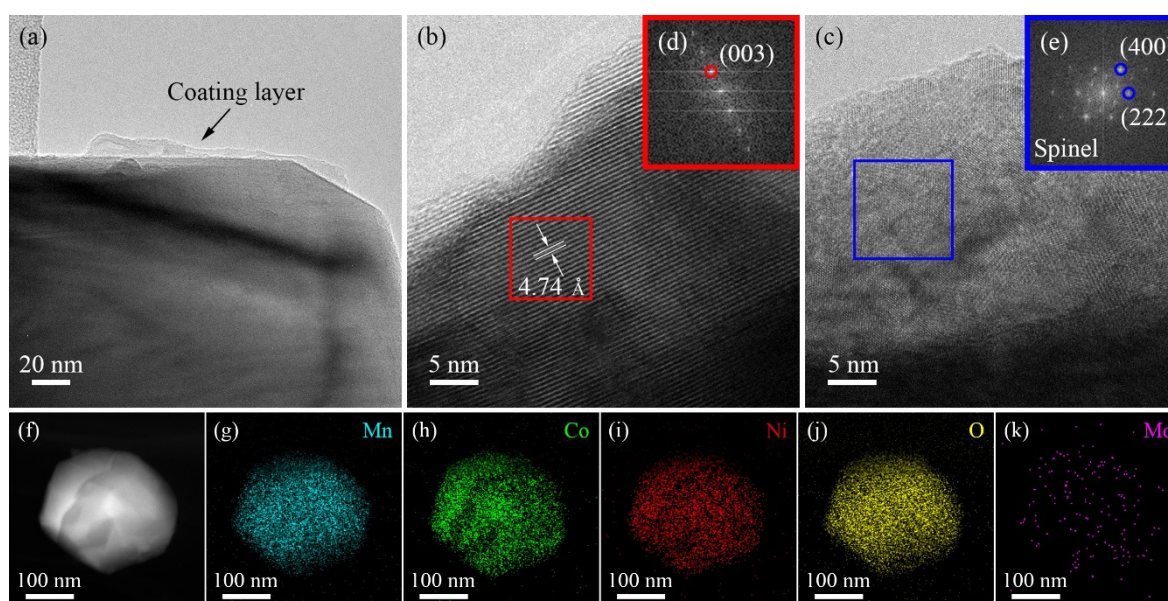 (a)
Coating layer
20 nm
(b)
4.74 Å
5 nm
(d)
(003)
(c)
5 nm
(e)
(400)
(222
Spinel
(f)
100 nm
(g)
Mn
100 nm
(h)
Co
100 nm
(i)
Ni
100 nm
(j)
O
100 nm
(k)
Mo
100 nm